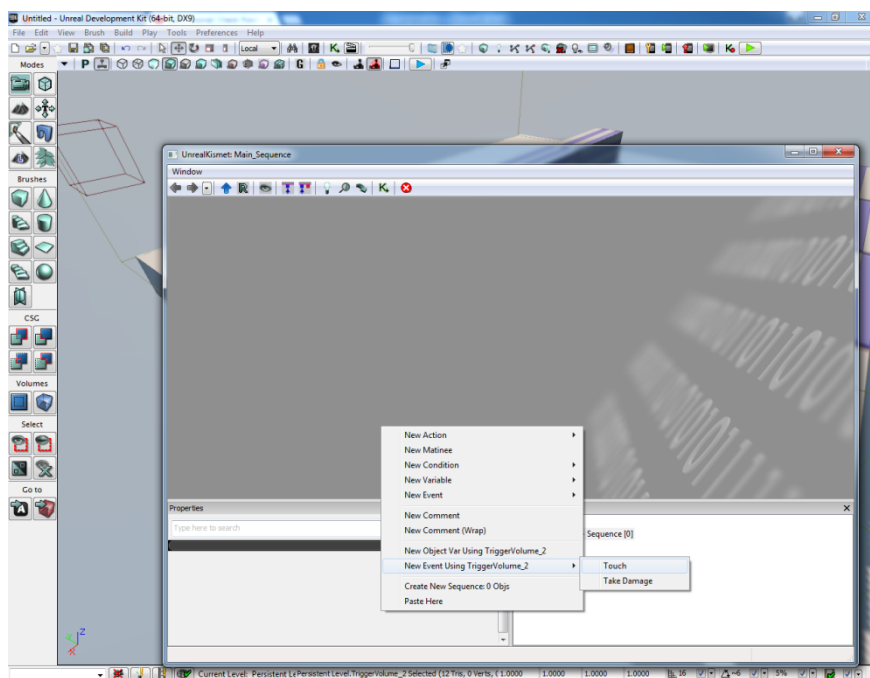 Untitled - Unreal Development Kit (64-bit, DX9)
File Edit View Brush Build Play Tools Preferences Help
Local
Modes
P
G
Brushes
CSG
Volumes
Select
Go to
UnrealKismet: Main_Sequence
Window
R
K
New Action
New Matinee
New Condition
New Variable
New Event
New Comment
New Comment (Wrap)
New Object Var Using TriggerVolume_2
New Event Using TriggerVolume_2
Touch
Take Damage
Create New Sequence: 0 Objs
Paste Here
Properties
Type here to search
Sequence [0]
Z
Current Level: Persistent Le
PersistentLevel.TriggerVolume_2 Selected (12 Tris, 0 Verts, (
1.0000 1.0000 1.0000 1.0000 16 5%